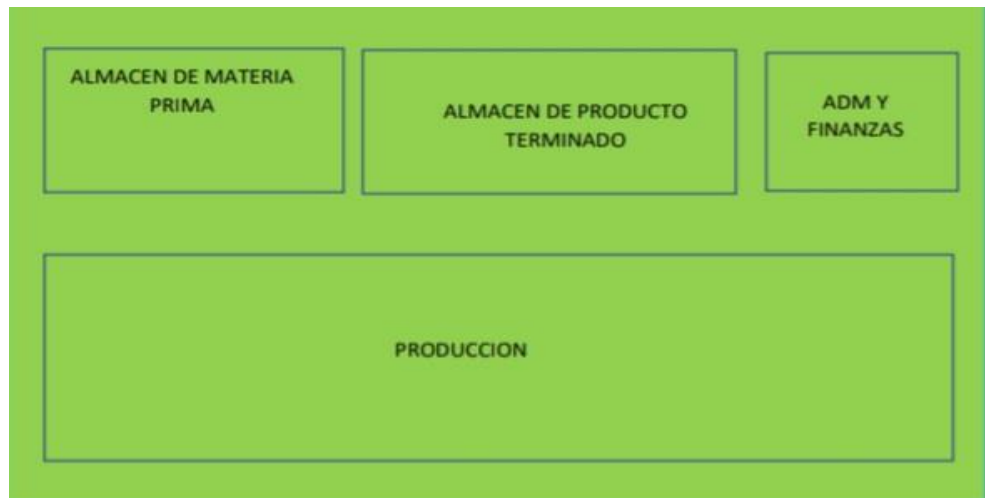 ALMACEN DE MATERIA
PRIMA
ALMACEN DE PRODUCTO
TERMINADO
ADM Y
FINANZAS
PRODUCCION